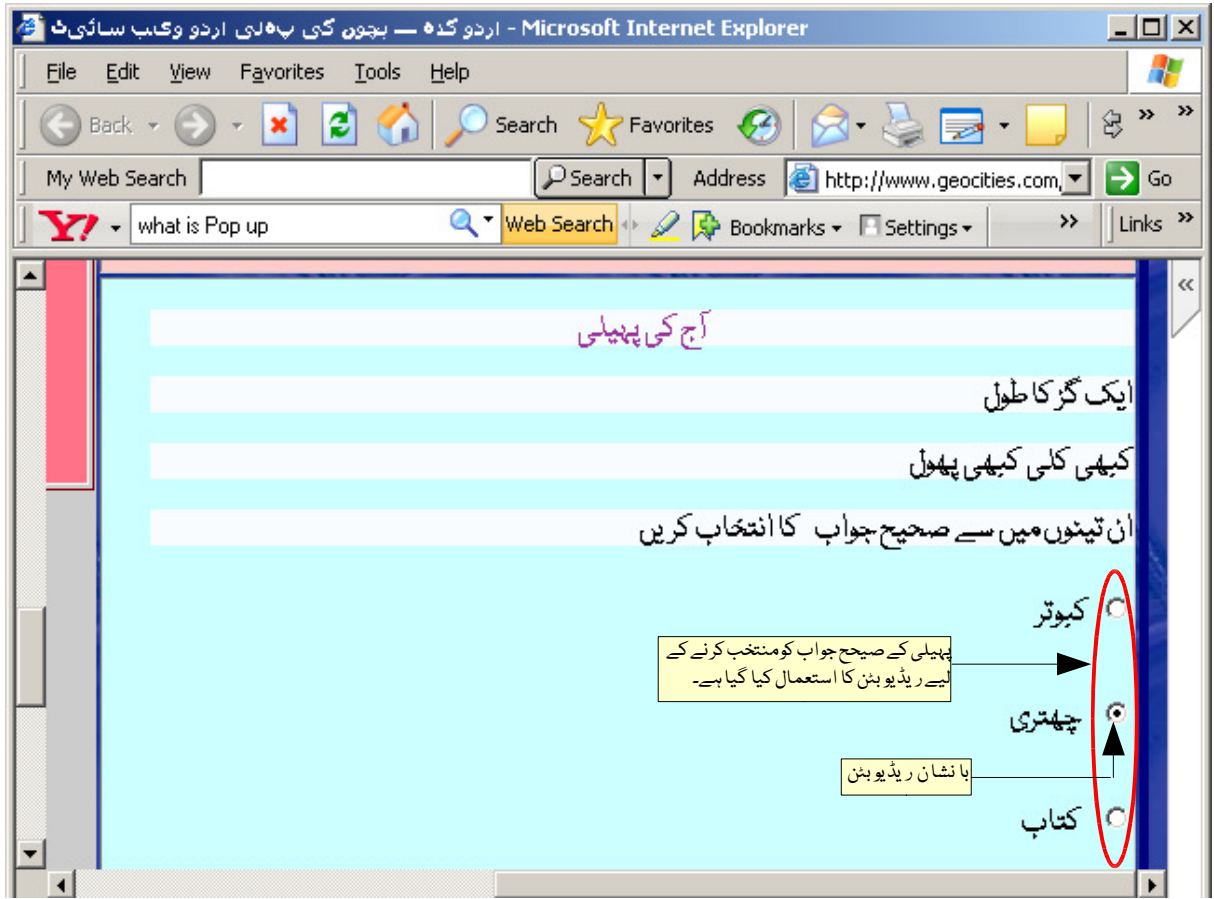 اردو گدہ — بچوں کی پہلی اردو ویب سائیٹ - Microsoft Internet Explorer
File Edit View Favorites Tools Help
Back Search Favorites
My Web Search Search Address http://www.geocities.com, Go
Y! what is Pop up Web Search Bookmarks Settings Links
آج کی پہیلی
ایک گز کا طول
کبھی کلی کبھی پھول
ان تینوں میں سے صحیح جواب کا انتخاب کریں
کبوتر
پہیلی کے صیحح جواب کو منتخب کرنے کے
لیے ریڈیو بٹن کا استعمال کیا گیا ہے۔
چھتری
با نشان ریڈیو بٹن
کتاب